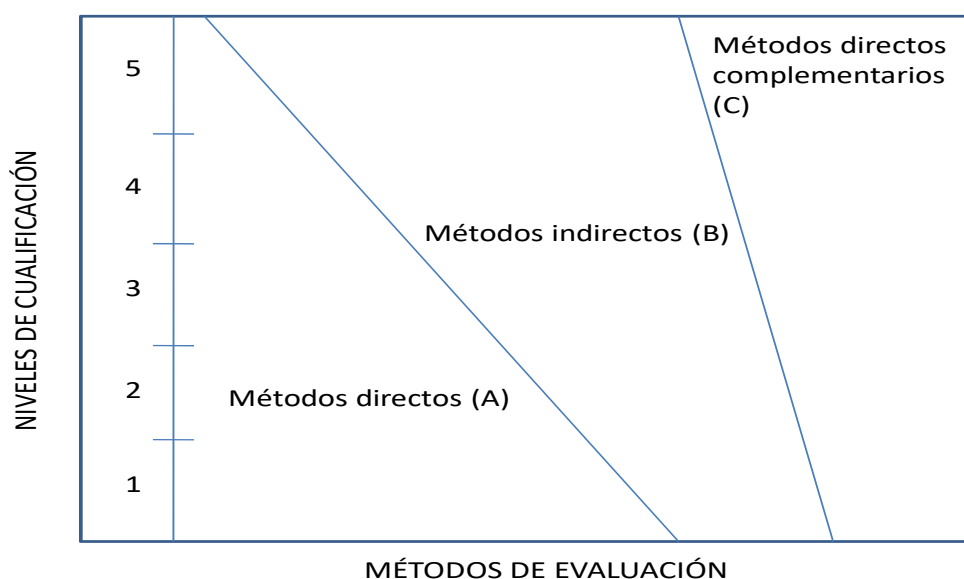 NIVELES DE CUALIFICACIÓN
5
4
3
2
1
Métodos directos
complementarios
(C)
Métodos indirectos (B)
Métodos directos (A)
MÉTODOS DE EVALUACIÓN